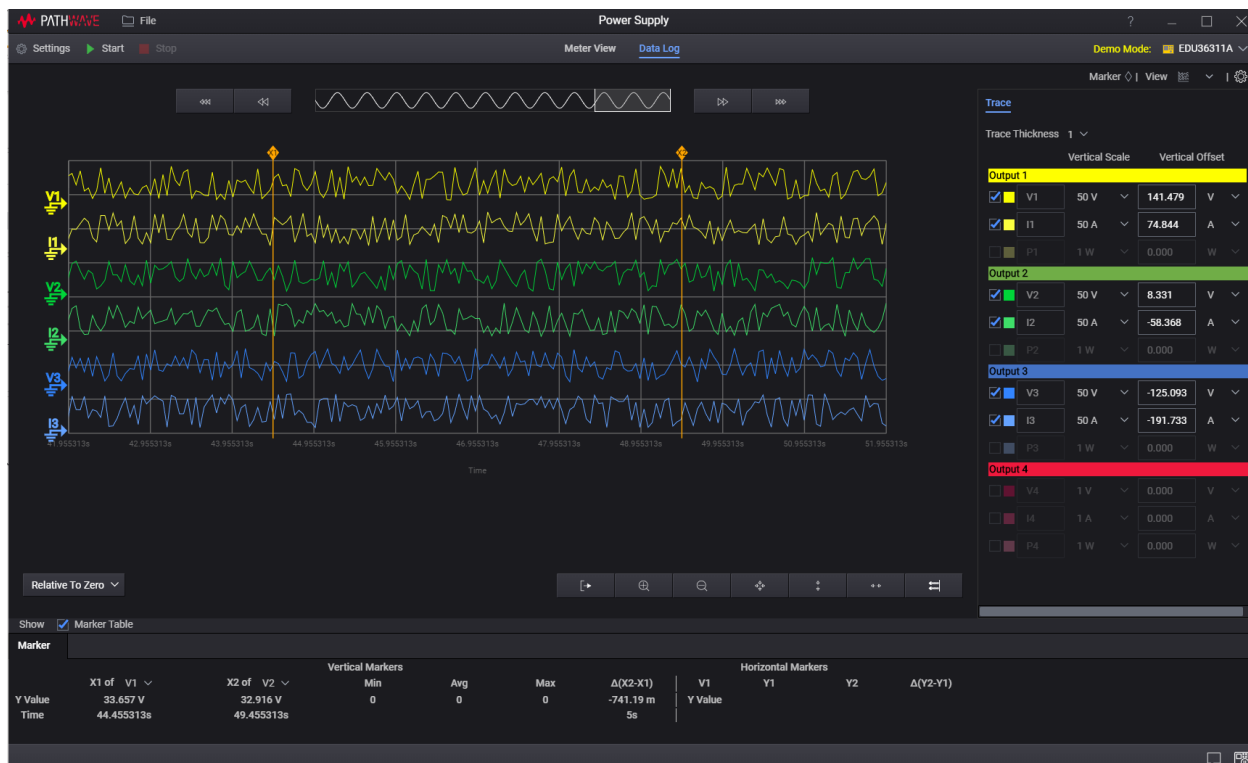 PATHWAVE File Power Supply ?
Settings Start Stop Meter View Data Log Demo Mode: EDU36311A
Marker | View |
Trace
Trace Thickness 1
Vertical Scale Vertical Offset
X1 X2
V1
I1
V2
I2
V3
I3
41.955313s 42.955313s 43.955313s 44.955313s 45.955313s 46.955313s 47.955313s 48.955313s 49.955313s 50.955313s 51.955313s
Time
Output 1
V1 50 V 141.479 V
I1 50 A 74.844 A
P1 1 W 0.000 W
Output 2
V2 50 V 8.331 V
I2 50 A -58.368 A
P2 1 W 0.000 W
Output 3
V3 50 V -125.093 V
I3 50 A -191.733 A
P3 1 W 0.000 W
Output 4
V4 1 V 0.000 V
I4 1 A 0.000 A
P4 1 W 0.000 W
Relative To Zero
Show Marker Table
Marker
Vertical Markers Horizontal Markers
X1 of V1 X2 of V2 Min Avg Max Δ(X2-X1) V1 Y1 Y2 Δ(Y2-Y1)
Y Value 33.657 V 32.916 V 0 0 0 -741.19 m Y Value
Time 44.455313s 49.455313s 5s